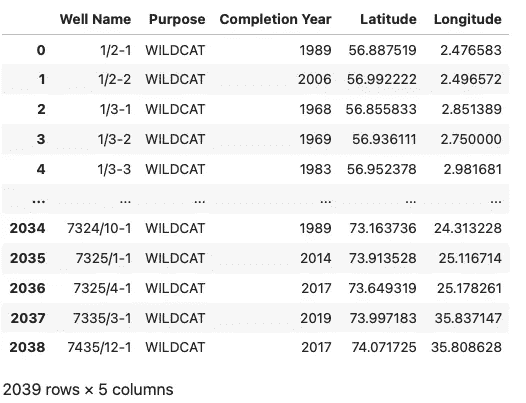 Well Name Purpose Completion Year Latitude Longitude
0 1/2-1 WILDCAT 1989 56.887519 2.476583
1 1/2-2 WILDCAT 2006 56.992222 2.496572
2 1/3-1 WILDCAT 1968 56.855833 2.851389
3 1/3-2 WILDCAT 1969 56.936111 2.750000
4 1/3-3 WILDCAT 1983 56.952378 2.981681
... ... ... ... ... ...
2034 7324/10-1 WILDCAT 1989 73.163736 24.313228
2035 7325/1-1 WILDCAT 2014 73.913528 25.116714
2036 7325/4-1 WILDCAT 2017 73.649319 25.178261
2037 7335/3-1 WILDCAT 2019 73.997183 35.837147
2038 7435/12-1 WILDCAT 2017 74.071725 35.808628
2039 rows × 5 columns